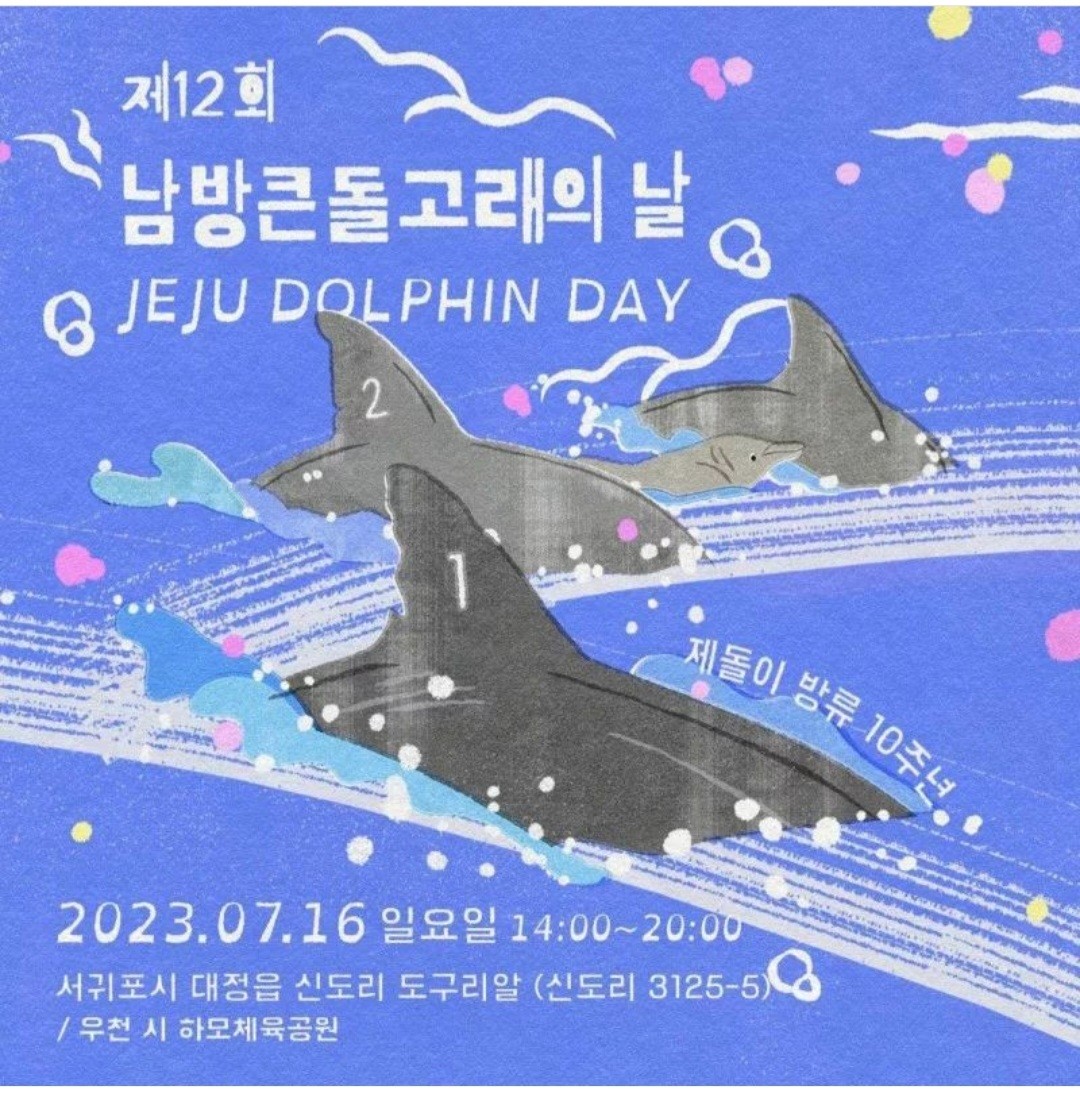 제12회
남방큰돌고래의 날
JEJU DOLPHIN DAY
2
1
제돌이 방류 10주년
2023.07.16 일요일 14:00~20:00
서귀포시 대정읍 신도리 도구리알 (신도리 3125-5)
/ 우천 시 하모체육공원